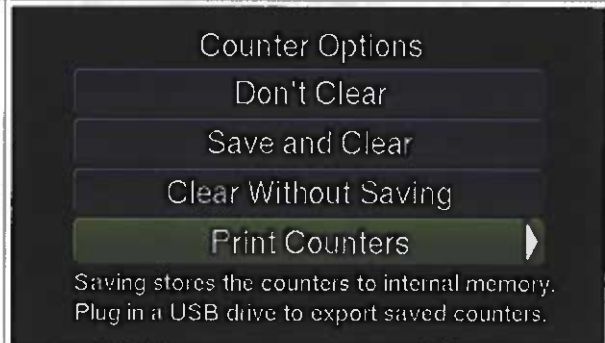 Counter Options
Don't Clear
Save and Clear
Clear Without Saving
Print Counters
Saving stores the counters to internal memory.
Plug in a USB drive to export saved counters.